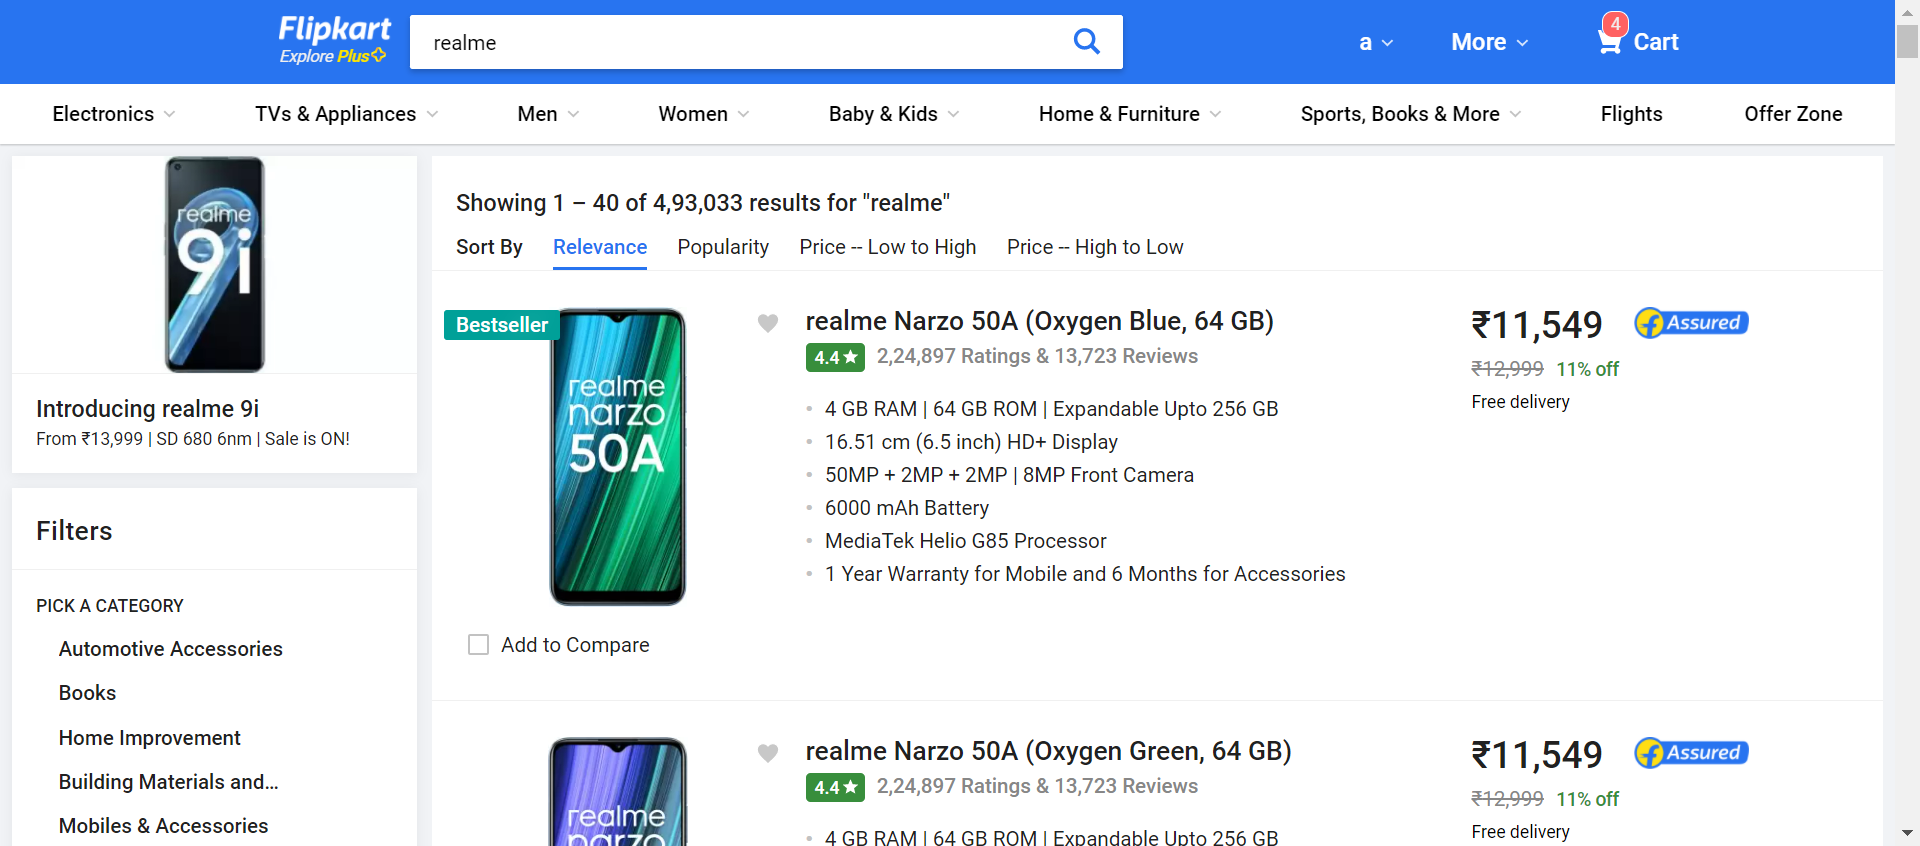 Flipkart
Explore Plus
realme
a
More
4
Cart
Electronics
TVs & Appliances
Men
Women
Baby & Kids
Home & Furniture
Sports, Books & More
Flights
Offer Zone
realme
9i
Introducing realme 9i
From ₹13,999 | SD 680 6nm | Sale is ON!
Filters
PICK A CATEGORY
Automotive Accessories
Books
Home Improvement
Building Materials and...
Mobiles & Accessories
Showing 1 – 40 of 4,93,033 results for "realme"
Sort By Relevance Popularity Price -- Low to High Price -- High to Low
Bestseller
realme
narzo
50A
Add to Compare
realme Narzo 50A (Oxygen Blue, 64 GB)
4.4★ 2,24,897 Ratings & 13,723 Reviews
• 4 GB RAM | 64 GB ROM | Expandable Upto 256 GB
• 16.51 cm (6.5 inch) HD+ Display
• 50MP + 2MP + 2MP | 8MP Front Camera
• 6000 mAh Battery
• MediaTek Helio G85 Processor
• 1 Year Warranty for Mobile and 6 Months for Accessories
₹11,549 Assured
₹12,999 11% off
Free delivery
realme
narzo
realme Narzo 50A (Oxygen Green, 64 GB)
4.4★ 2,24,897 Ratings & 13,723 Reviews
• 4 GB RAM | 64 GB ROM | Expandable Upto 256 GB
₹11,549 Assured
₹12,999 11% off
Free delivery